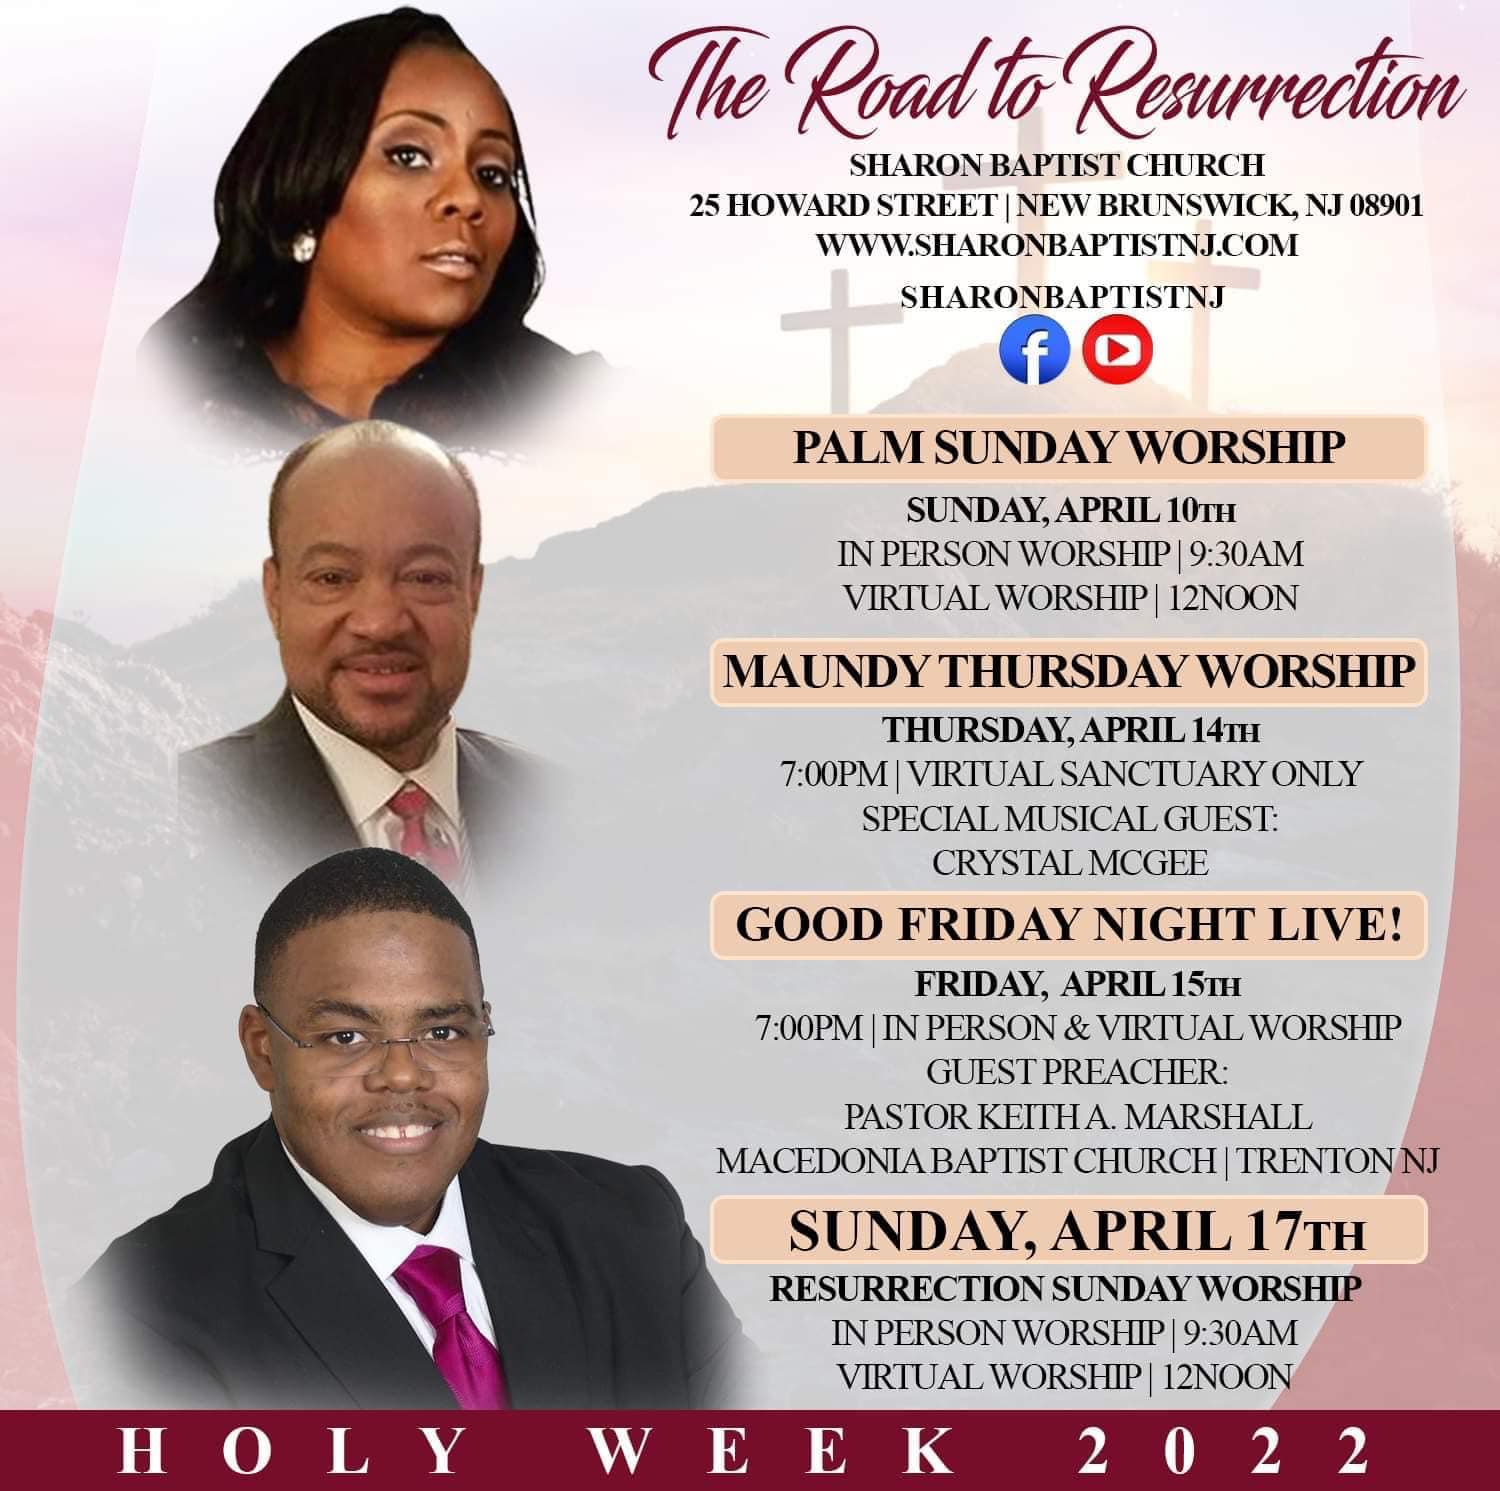 The Road to Resurrection
SHARON BAPTIST CHURCH
25 HOWARD STREET | NEW BRUNSWICK, NJ 08901
WWW.SHARONBAPTISTNJ.COM
SHARONBAPTISTNJ
f
PALM SUNDAY WORSHIP
SUNDAY, APRIL 10TH
IN PERSON WORSHIP | 9:30AM
VIRTUAL WORSHIP | 12NOON
MAUNDY THURSDAY WORSHIP
THURSDAY, APRIL 14TH
7:00PM | VIRTUAL SANCTUARY ONLY
SPECIAL MUSICAL GUEST:
CRYSTAL MCGEE
GOOD FRIDAY NIGHT LIVE!
FRIDAY, APRIL 15TH
7:00PM | IN PERSON & VIRTUAL WORSHIP
GUEST PREACHER:
PASTOR KEITH A. MARSHALL
MACEDONIA BAPTIST CHURCH | TRENTON NJ
SUNDAY, APRIL 17TH
RESURRECTION SUNDAY WORSHIP
IN PERSON WORSHIP | 9:30AM
VIRTUAL WORSHIP | 12NOON
HOLY WEEK 2022